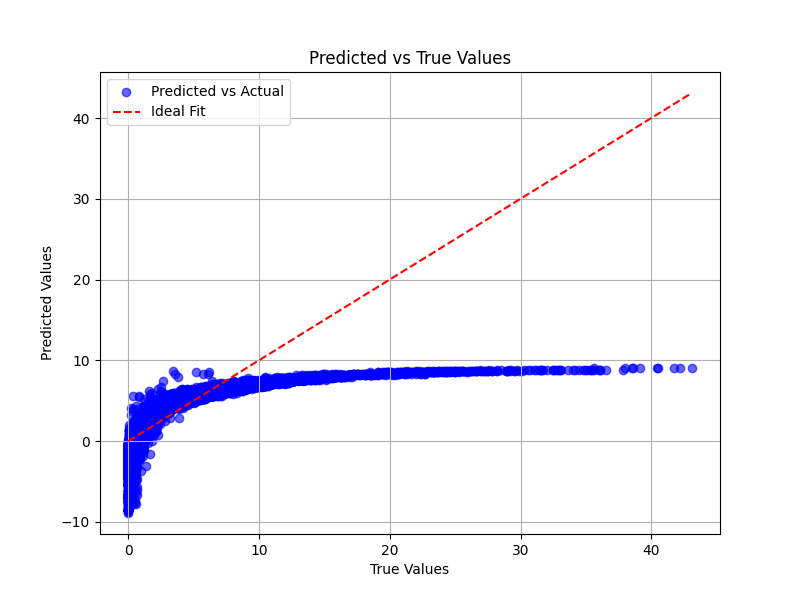 Predicted vs True Values
Predicted vs Actual
Ideal Fit
Predicted Values
40
30
20
10
0
−10
0 10 20 30 40
True Values